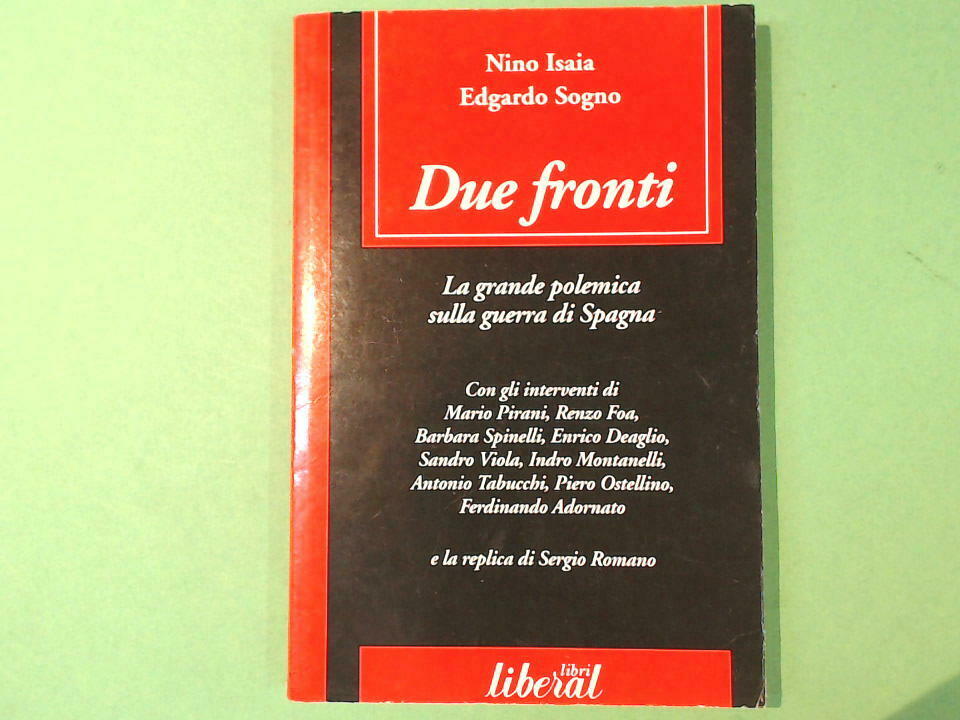 Nino Isaia
Edgardo Sogno
Due fronti
La grande polemica
sulla guerra di Spagna
Con gli interventi di
Mario Pirani, Renzo Foa,
Barbara Spinelli, Enrico Deaglio,
Sandro Viola, Indro Montanelli,
Antonio Tabucchi, Piero Ostellino,
Ferdinando Adornato
e la replica di Sergio Romano
libri
liberal